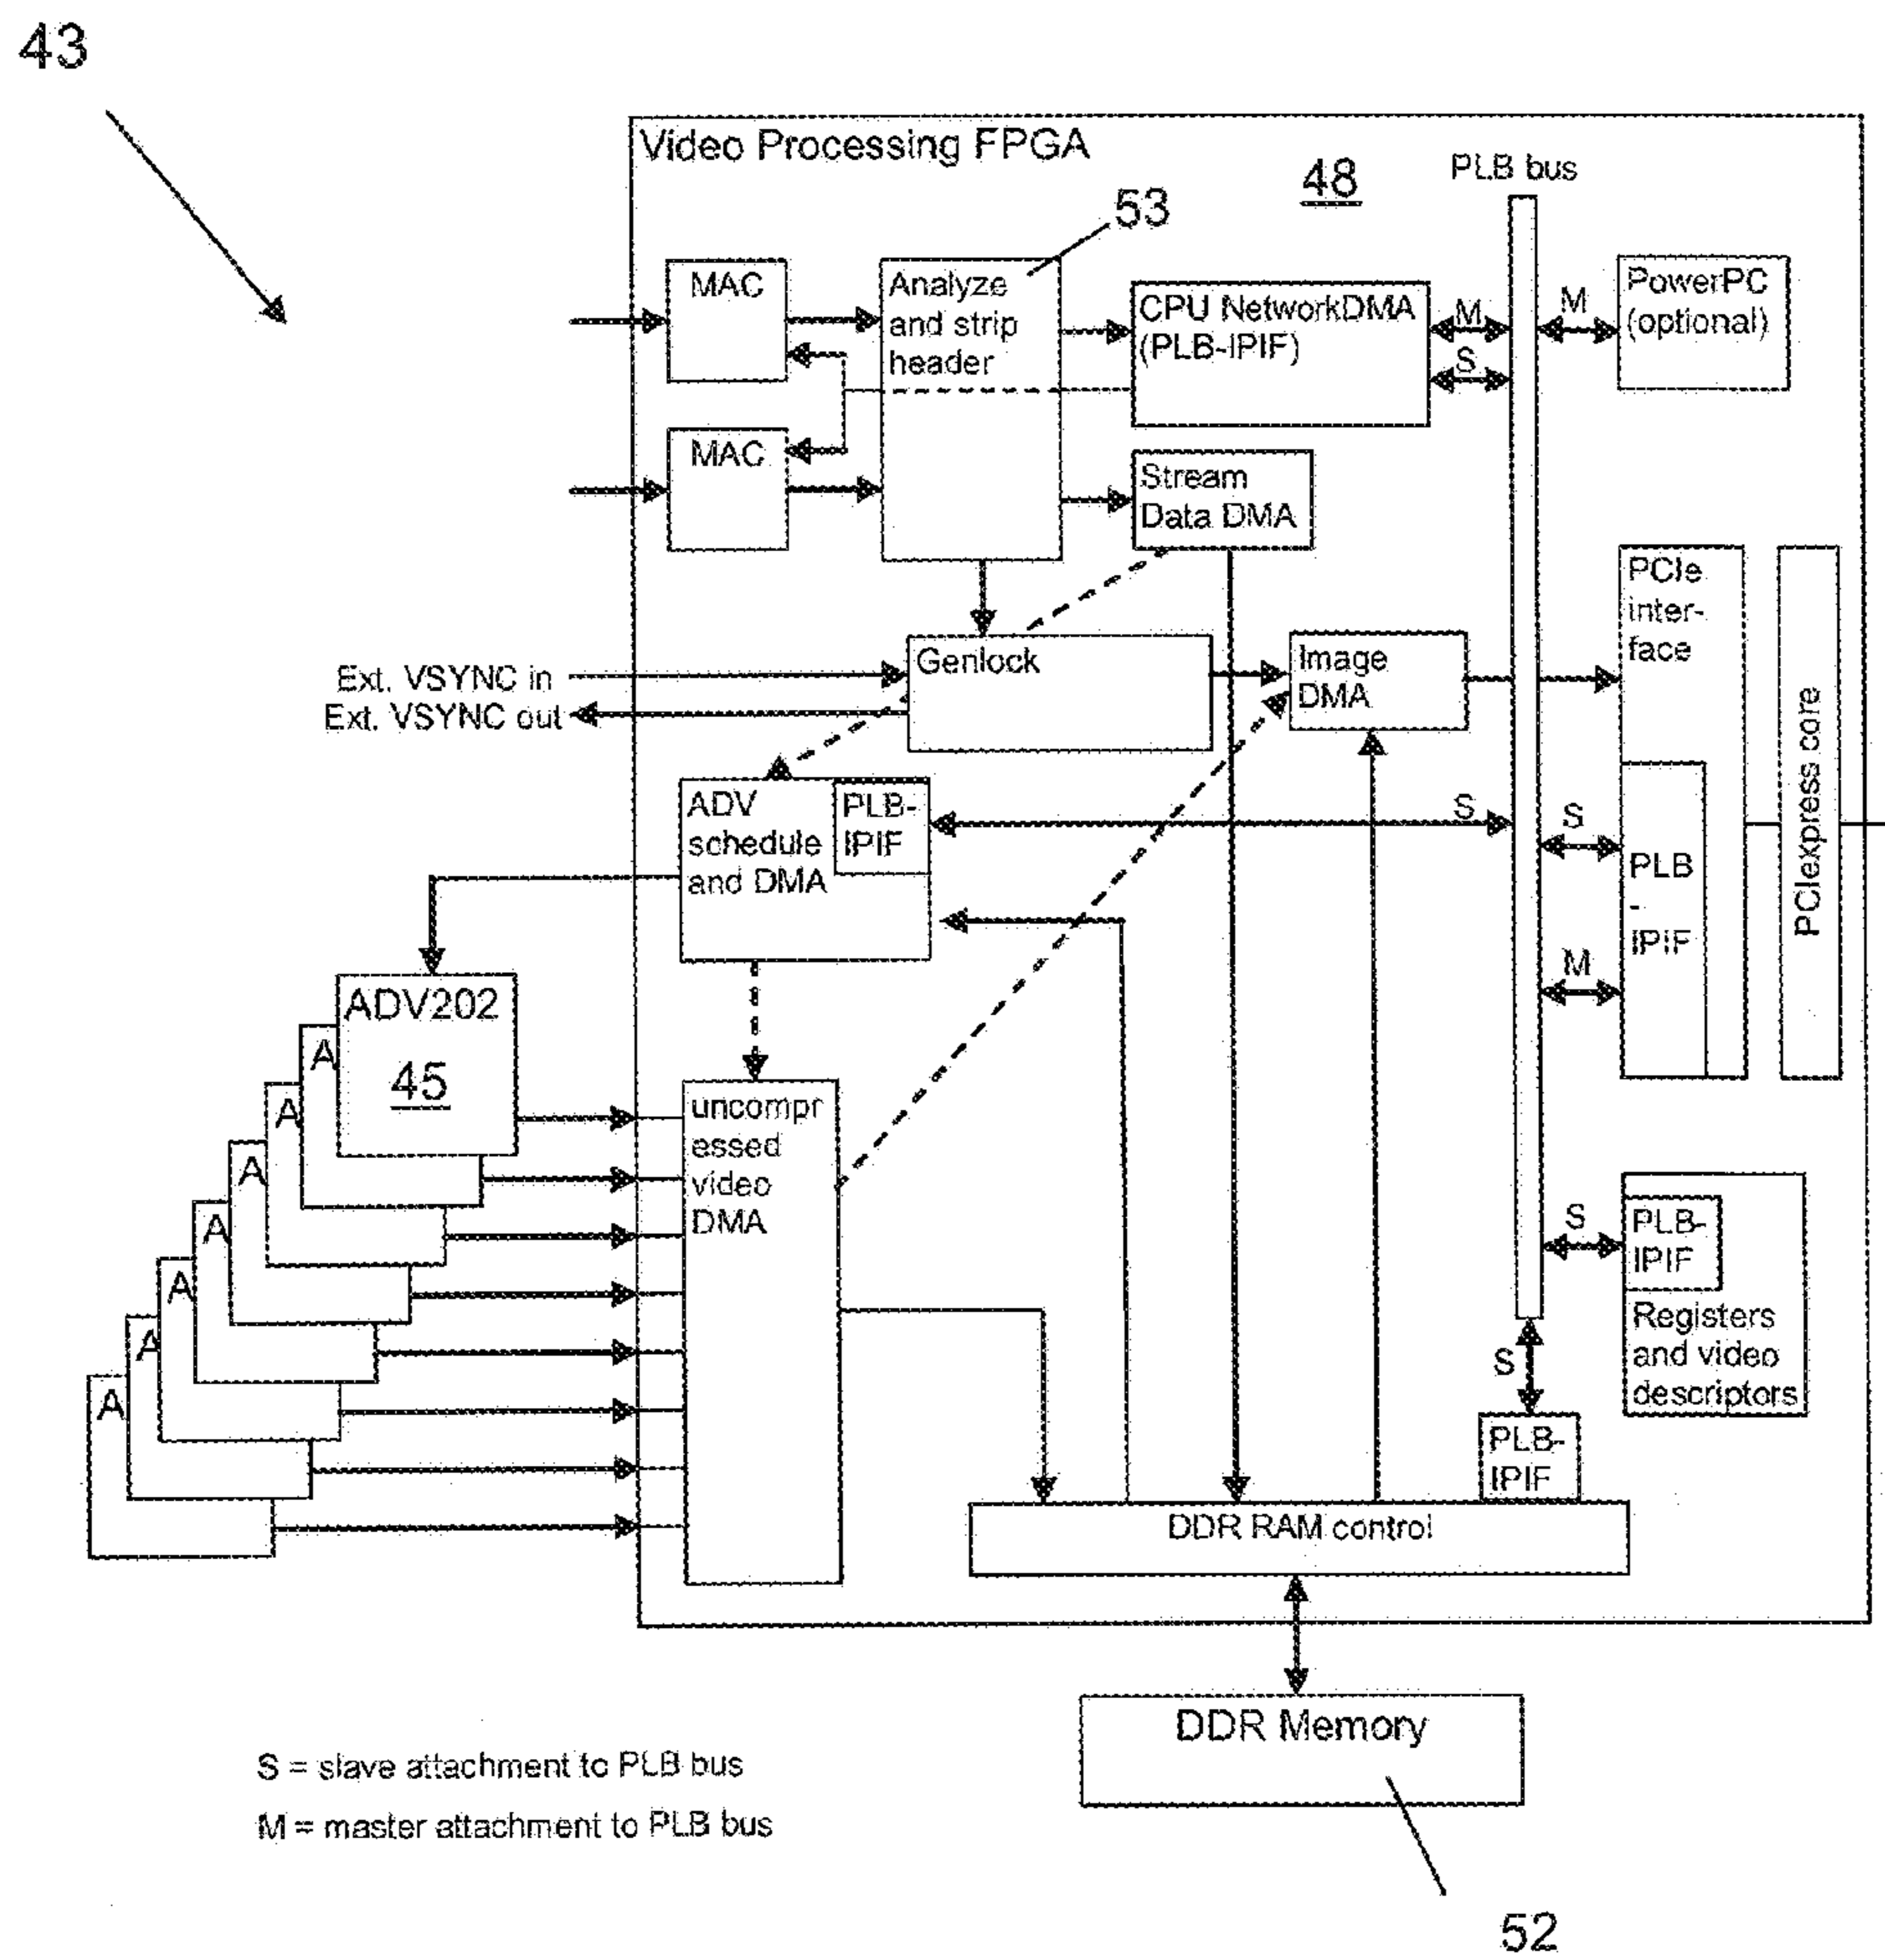 43
Video Processing FPGA
48
PLB bus
53
MAC
Analyze
and strip
header
CPU NetworkDMA
(PLB-IPIF)
M
S
M
PowerPC
(optional)
MAC
Stream
Data DMA
PCIe
inter-
face
Genlock
Image
DMA
Ext. VSYNC in
Ext. VSYNC out
PCIexpress core
ADV
schedule
and DMA
PLB-
IPIF
S
S
PLB
-
IPIF
M
ADV202
45
A
A
A
A
A
A
A
uncompr
essed
video
DMA
S
PLB-
IPIF
Registers
and video
descriptors
S
PLB-
IPIF
DDR RAM control
DDR Memory
S = slave attachment to PLB bus
M = master attachment to PLB bus
52